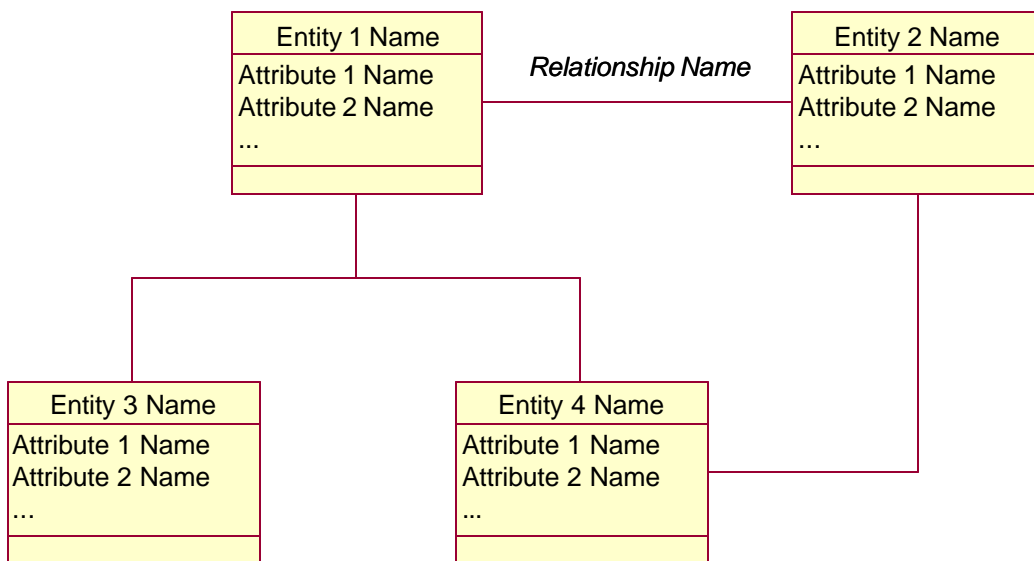 Entity 1 Name
Attribute 1 Name
Attribute 2 Name
...
Relationship Name
Entity 2 Name
Attribute 1 Name
Attribute 2 Name
...
Entity 3 Name
Attribute 1 Name
Attribute 2 Name
...
Entity 4 Name
Attribute 1 Name
Attribute 2 Name
...